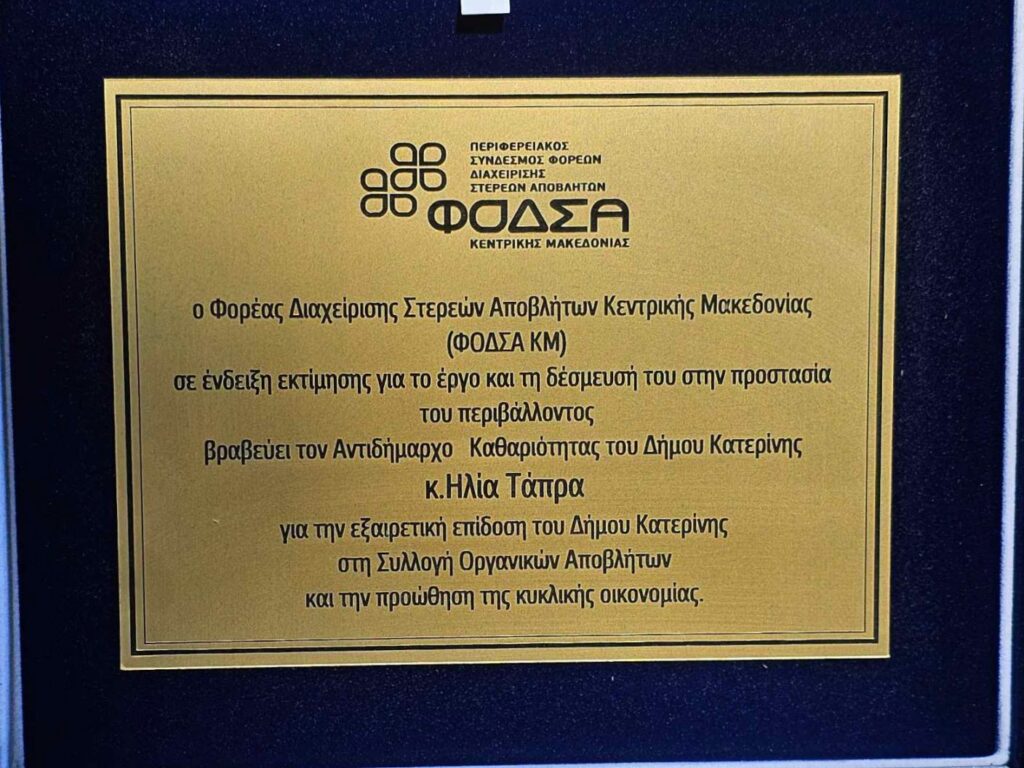 ΠΕΡΙΦΕΡΕΙΑΚΟΣ
ΣΥΝΔΕΣΜΟΣ ΦΟΡΕΩΝ
ΔΙΑΧΕΙΡΙΣΗΣ
ΣΤΕΡΕΩΝ ΑΠΟΒΛΗΤΩΝ
ΦΟΔΣΑ
ΚΕΝΤΡΙΚΗΣ ΜΑΚΕΔΟΝΙΑΣ
ο Φορέας Διαχείρισης Στερεών Αποβλήτων Κεντρικής Μακεδονίας
(ΦΟΔΣΑ ΚΜ)
σε ένδειξη εκτίμησης για το έργο και τη δέσμευσή του στην προστασία
του περιβάλλοντος
βραβεύει τον Αντιδήμαρχο Καθαριότητας του Δήμου Κατερίνης
κ.Ηλία Τάπρα
για την εξαιρετική επίδοση του Δήμου Κατερίνης
στη Συλλογή Οργανικών Αποβλήτων
και την προώθηση της κυκλικής οικονομίας.